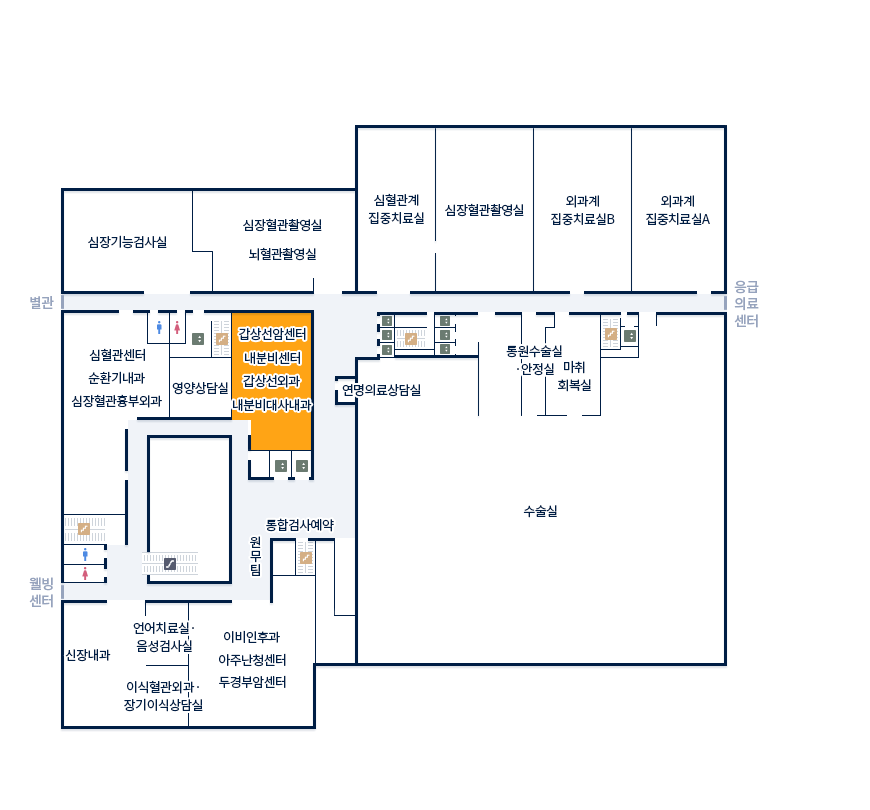 심혈관계
집중치료실
심장혈관촬영실
외과계
집중치료실B
외과계
집중치료실A
심장기능검사실
심장혈관촬영실
뇌혈관촬영실
별관
응급
의료
센터
심혈관센터
순환기내과
심장혈관흉부외과
영양상담실
갑상선암센터
내분비센터
갑상선외과
내분비대사내과
연명의료상담실
통원수술실
·안정실
마취
회복실
수술실
통합검사예약
원
무
팀
웰빙
센터
신장내과
언어치료실·
음성검사실
이식혈관외과·
장기이식상담실
이비인후과
아주난청센터
두경부암센터